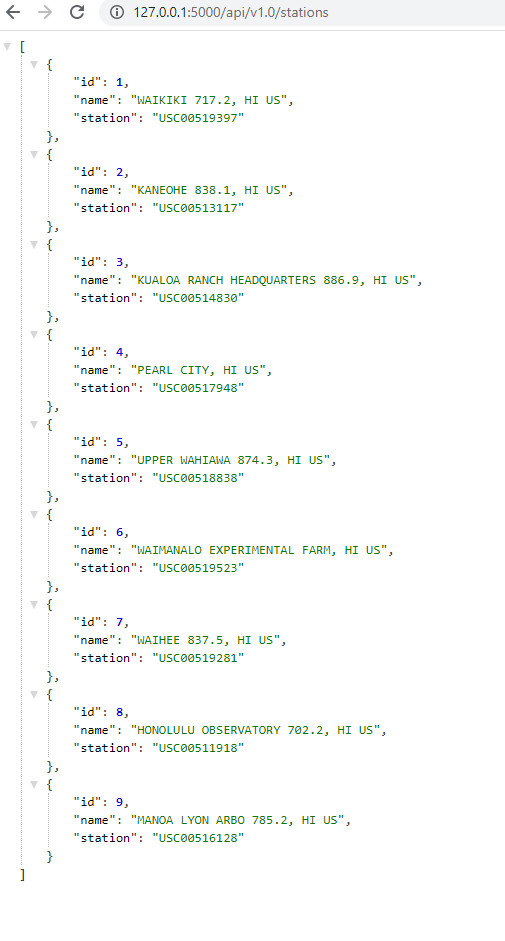 127.0.0.1:5000/api/v1.0/stations
[
{
"id": 1,
"name": "WAIKIKI 717.2, HI US",
"station": "USC00519397"
},
{
"id": 2,
"name": "KANEOHE 838.1, HI US",
"station": "USC00513117"
},
{
"id": 3,
"name": "KUALOA RANCH HEADQUARTERS 886.9, HI US",
"station": "USC00514830"
},
{
"id": 4,
"name": "PEARL CITY, HI US",
"station": "USC00517948"
},
{
"id": 5,
"name": "UPPER WAHIAWA 874.3, HI US",
"station": "USC00518838"
},
{
"id": 6,
"name": "WAIMANALO EXPERIMENTAL FARM, HI US",
"station": "USC00519523"
},
{
"id": 7,
"name": "WAIHEE 837.5, HI US",
"station": "USC00519281"
},
{
"id": 8,
"name": "HONOLULU OBSERVATORY 702.2, HI US",
"station": "USC00511918"
},
{
"id": 9,
"name": "MANOA LYON ARBO 785.2, HI US",
"station": "USC00516128"
}
]